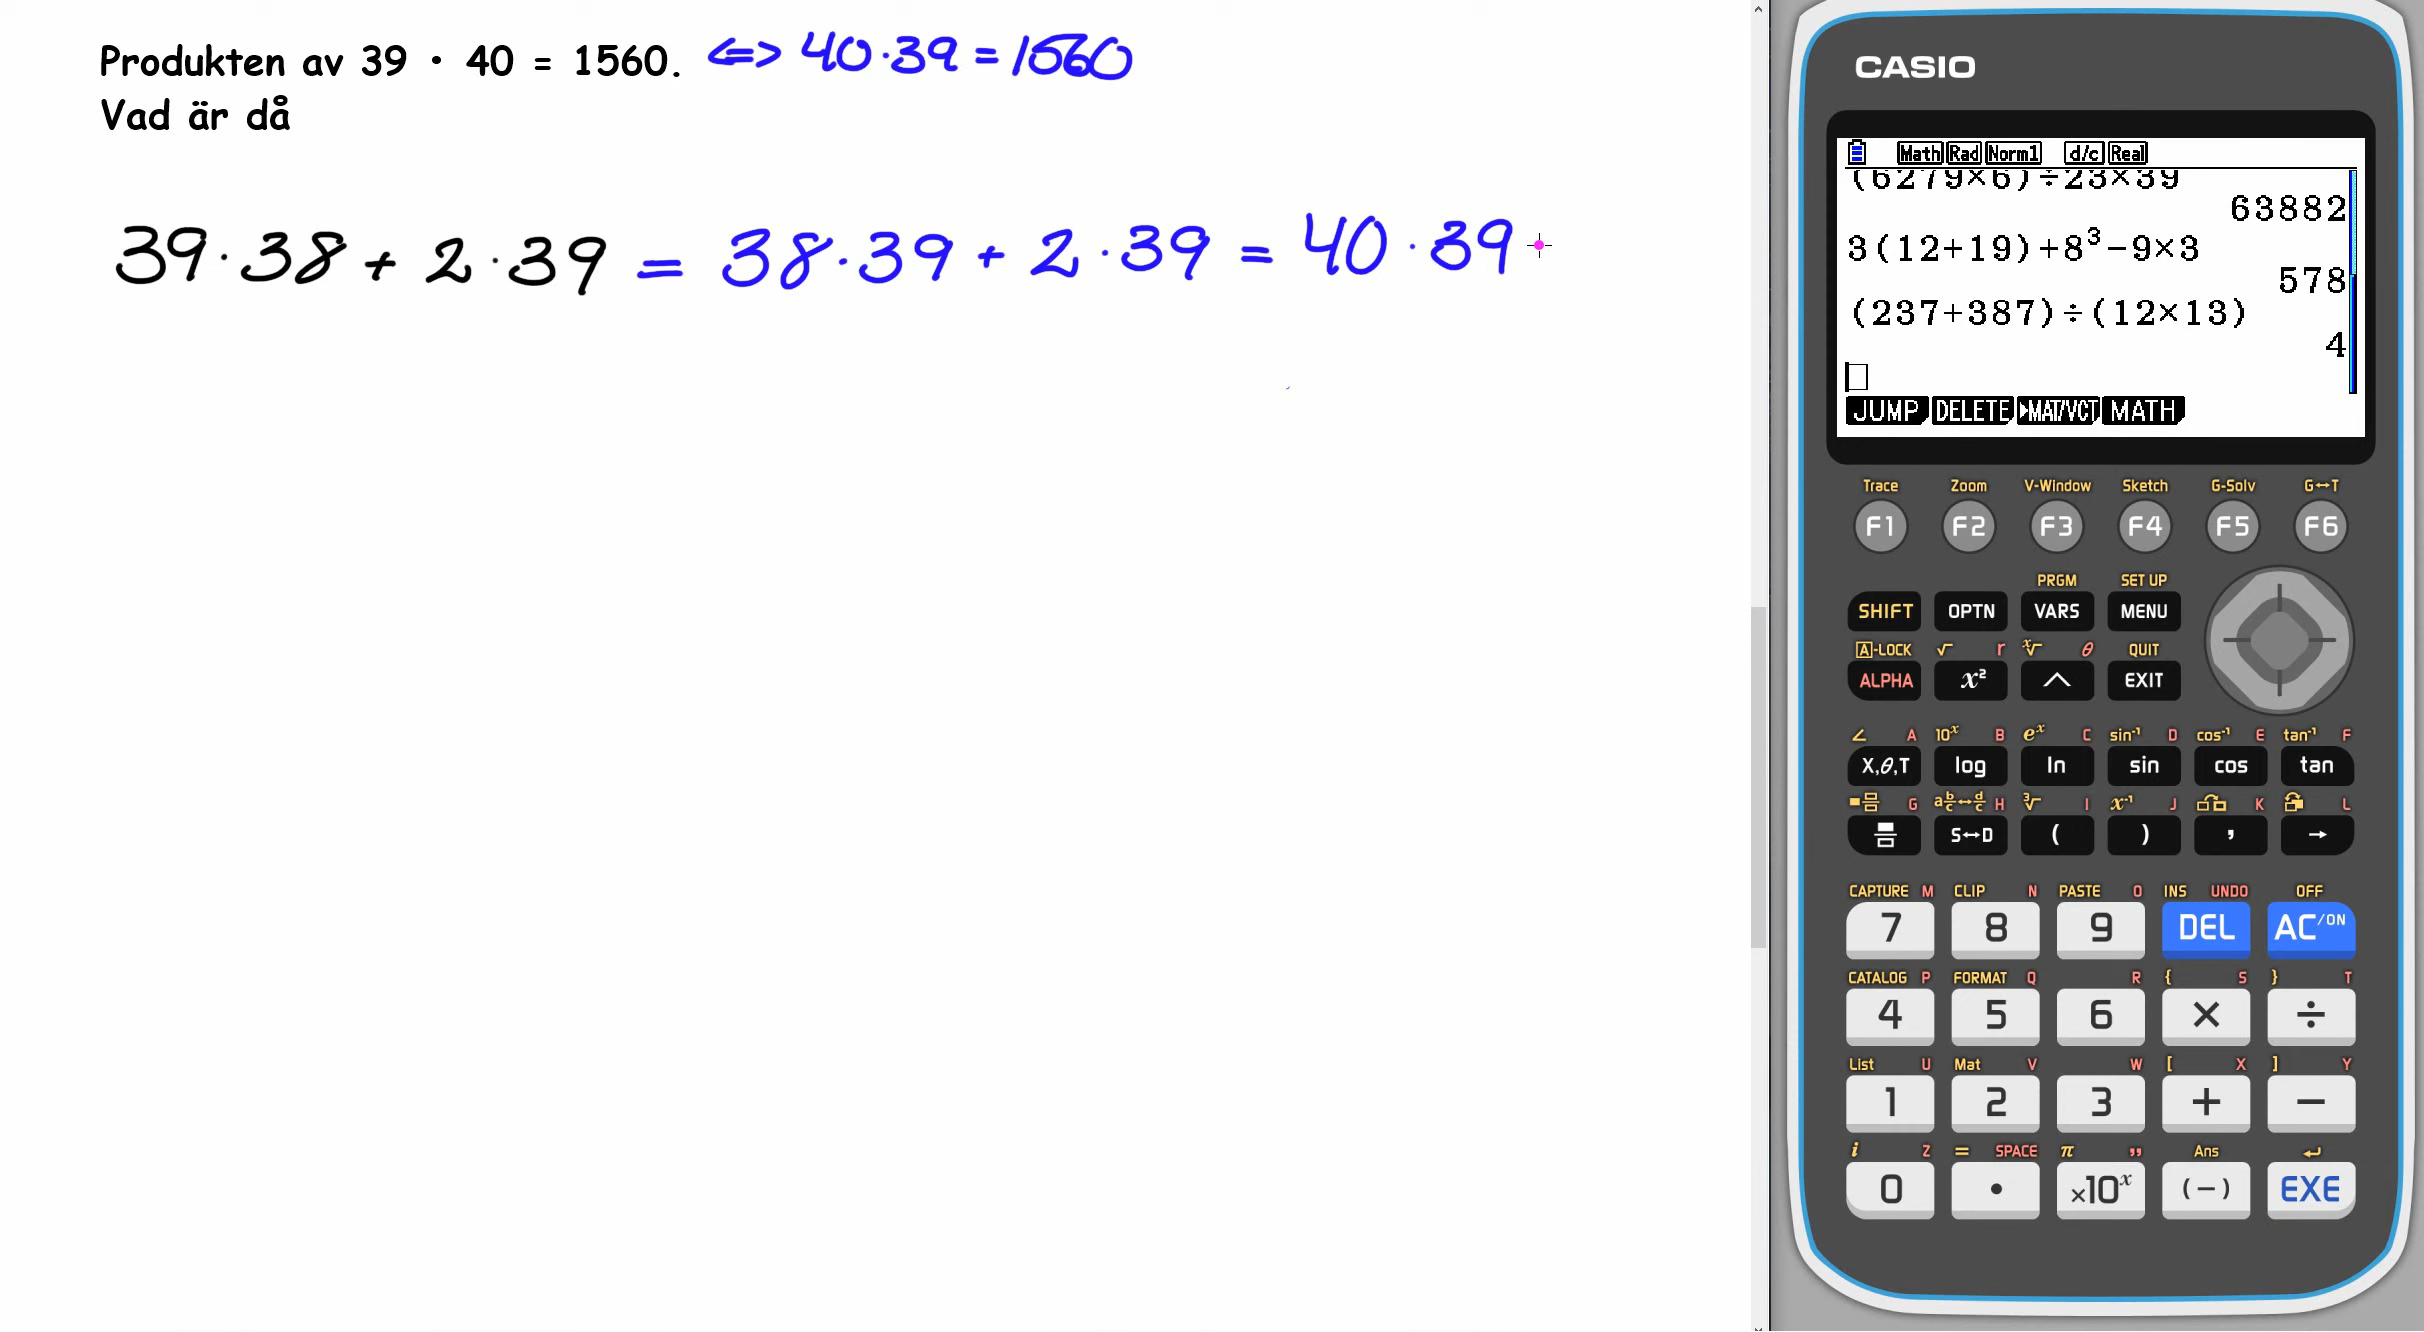 Produkten av 39 · 40 = 1560. <=> 40·39 = 1560
Vad är då
39·38 + 2·39 = 38·39 + 2·39 = 40·39
CASIO
Math Rad Norm1 d/c Real
(6279×6)÷23×39
63882
3(12+19)+8³−9×3
578
(237+387)÷(12×13)
4
JUMP DELETE ▶MAT/VCT MATH
Trace Zoom V-Window Sketch G-Solv G↔T
F1 F2 F3 F4 F5 F6
PRGM SET UP
SHIFT OPTN VARS MENU
A-LOCK √ r ˣ√ θ QUIT
ALPHA x² ^ EXIT
∠ A 10ˣ B eˣ C sin⁻¹ D cos⁻¹ E tan⁻¹ F
X,θ,T log ln sin cos tan
G a b/c↔d/c H ³√ I x⁻¹ J K L
S↔D ( ) , →
CAPTURE M CLIP N PASTE O INS UNDO OFF
7 8 9 DEL AC/ON
CATALOG P FORMAT Q R { S } T
4 5 6 × ÷
List U Mat V W [ X ] Y
1 2 3 + −
i Z = SPACE π " Ans ↵
0 • ×10ˣ (−) EXE